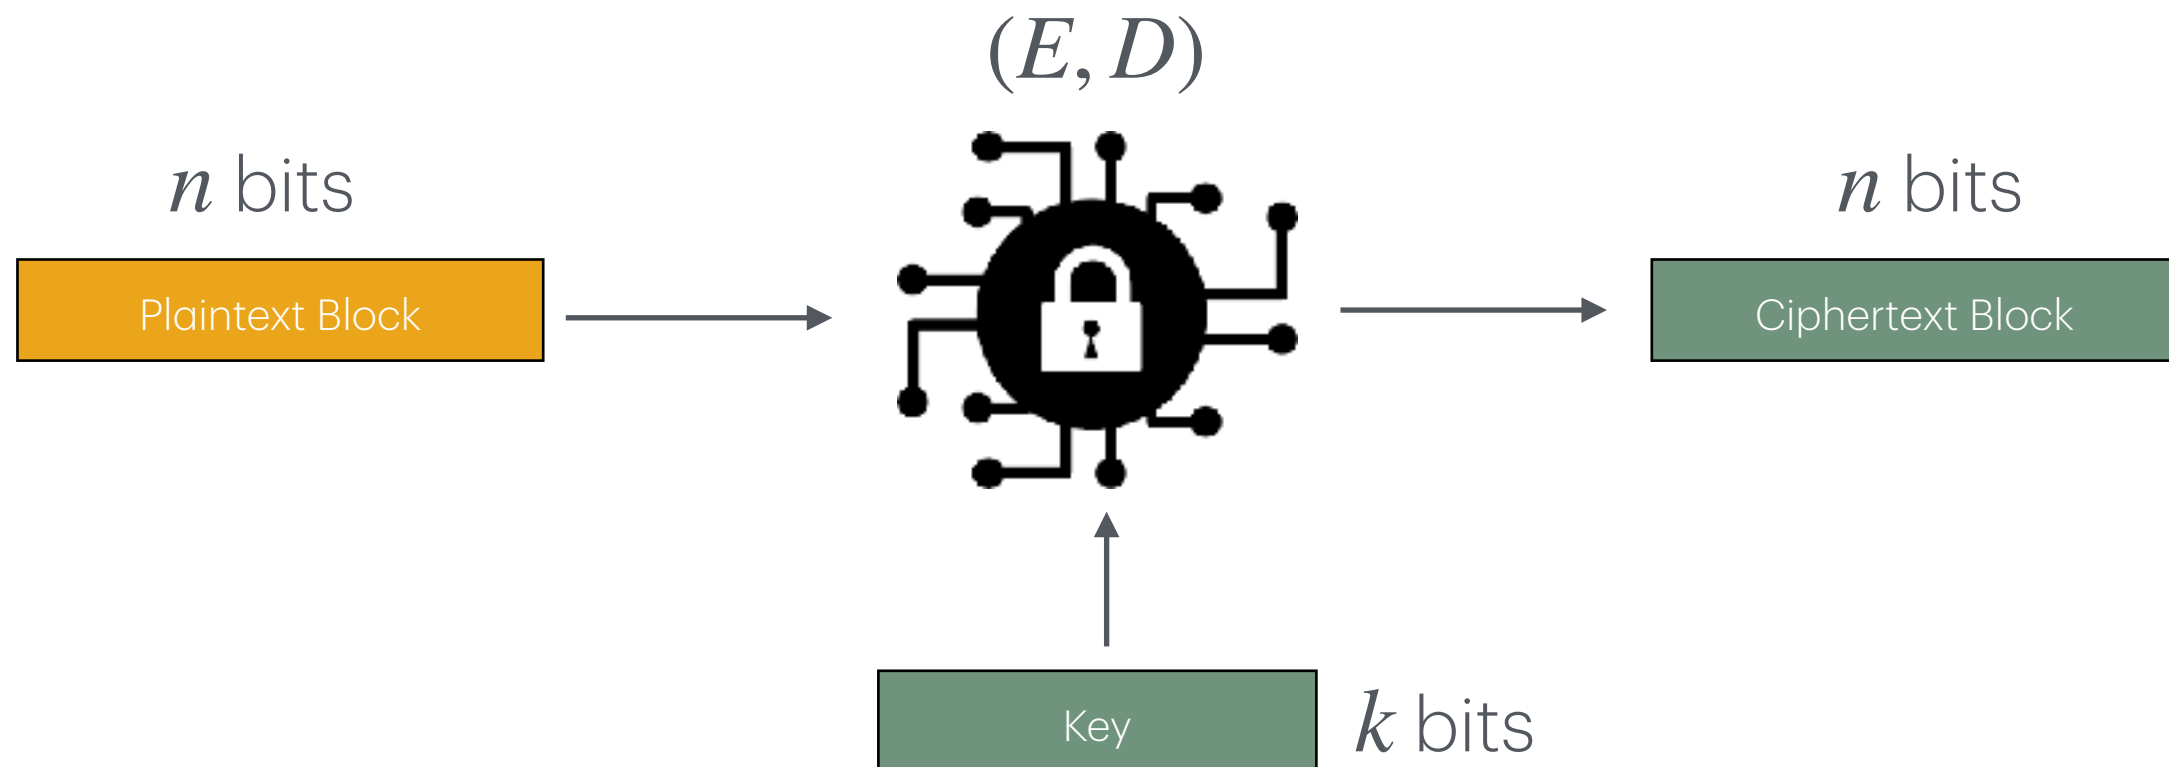 (E, D)
n bits
n bits
Plaintext Block
Ciphertext Block
Key
k bits